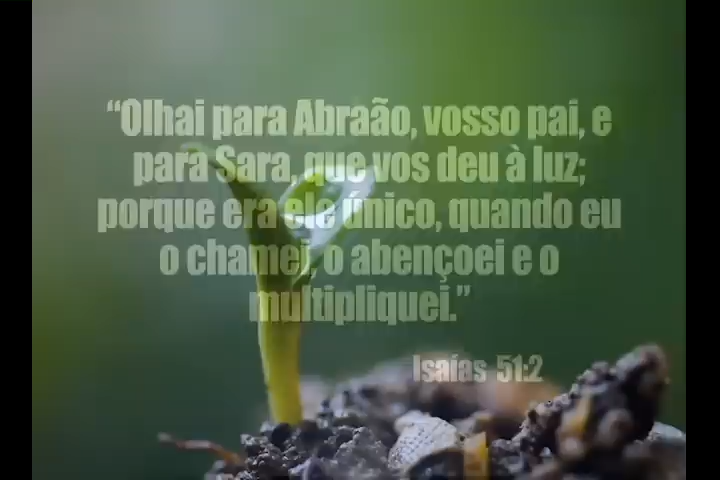 “Olhai para Abraão, vosso pai, e
para Sara, que vos deu à luz;
porque era ele único, quando eu
o chamei, o abençoei e o
multipliquei.”
Isaías 51:2